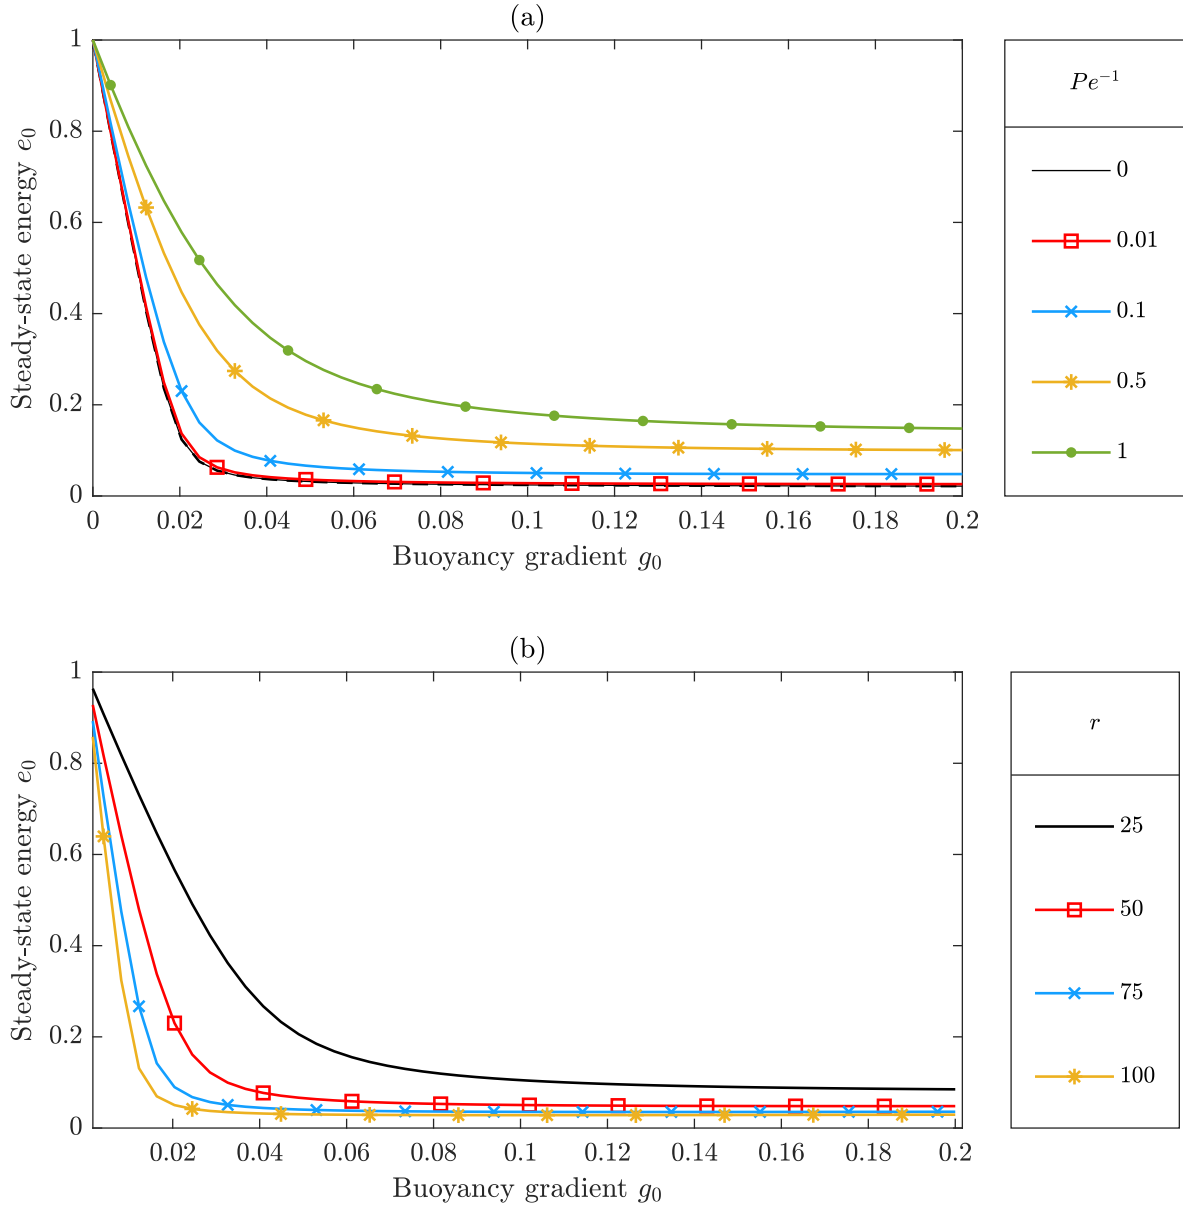 (a)
1
0.8
0.6
0.4
0.2
0
Steady-state energy e₀
0 0.02 0.04 0.06 0.08 0.1 0.12 0.14 0.16 0.18 0.2
Buoyancy gradient g₀
Pe⁻¹
0
0.01
0.1
0.5
1
(b)
1
0.8
0.6
0.4
0.2
0
Steady-state energy e₀
0.02 0.04 0.06 0.08 0.1 0.12 0.14 0.16 0.18 0.2
Buoyancy gradient g₀
r
25
50
75
100